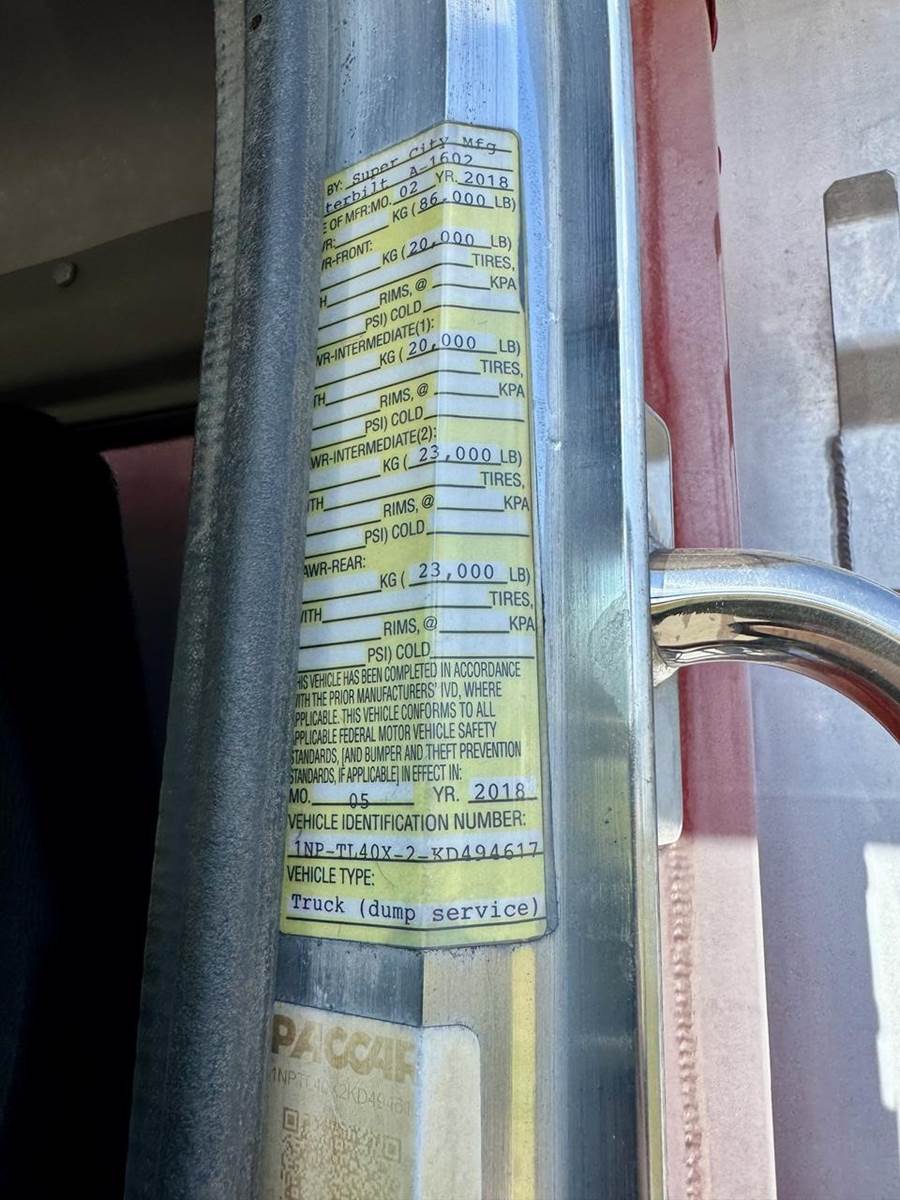 BY: Super City Mfg
terbilt A-1602
E OF MFR:MO. 02 YR. 2018
/R: KG (86,000 LB)
/R-FRONT:
KG (20,000 LB)
TIRES,
H RIMS, @ KPA
PSI) COLD
WR-INTERMEDIATE(1):
KG (20,000 LB)
TIRES,
TH RIMS, @ KPA
PSI) COLD
WR-INTERMEDIATE(2):
KG (23,000 LB)
TIRES,
ITH RIMS, @ KPA
PSI) COLD
AWR-REAR:
KG (23,000 LB)
TIRES,
VITH RIMS, @ KPA
PSI) COLD
HIS VEHICLE HAS BEEN COMPLETED IN ACCORDANCE
WITH THE PRIOR MANUFACTURERS' IVD, WHERE
APPLICABLE. THIS VEHICLE CONFORMS TO ALL
APPLICABLE FEDERAL MOTOR VEHICLE SAFETY
STANDARDS, [AND BUMPER AND THEFT PREVENTION
STANDARDS, IF APPLICABLE] IN EFFECT IN:
MO. 05 YR. 2018
VEHICLE IDENTIFICATION NUMBER:
1NP-TL40X-2-KD494617
VEHICLE TYPE:
Truck (dump service)
PACCAR